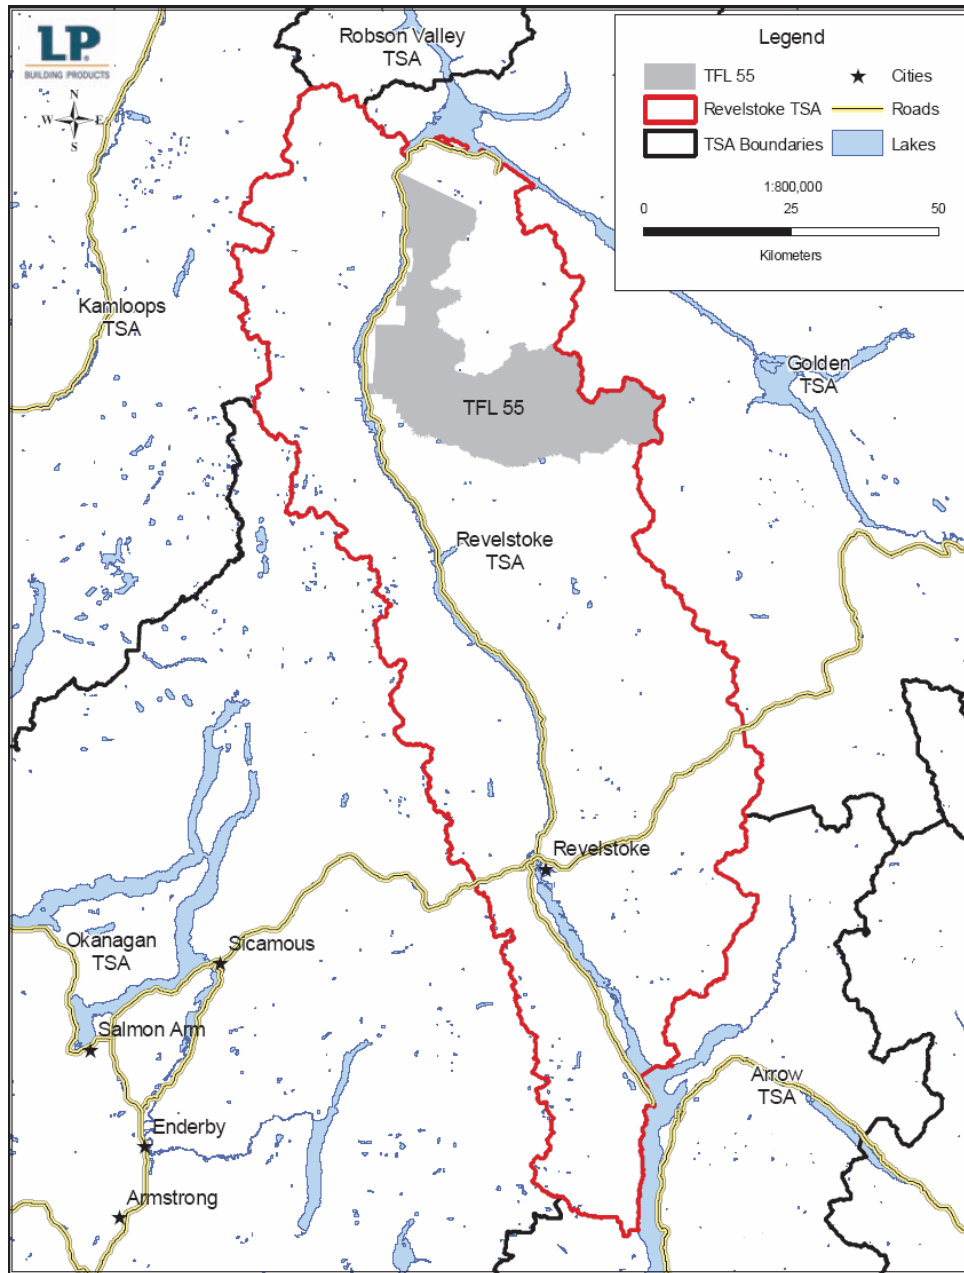 LP
BUILDING PRODUCTS
N
W E
S
Robson Valley
TSA
Legend
TFL 55
Cities
Revelstoke TSA
Roads
TSA Boundaries
Lakes
1:800,000
0 25 50
Kilometers
Kamloops
TSA
Golden
TSA
TFL 55
Revelstoke
TSA
Revelstoke
Okanagan
TSA
Sicamous
Salmon Arm
Arrow
TSA
Enderby
Armstrong